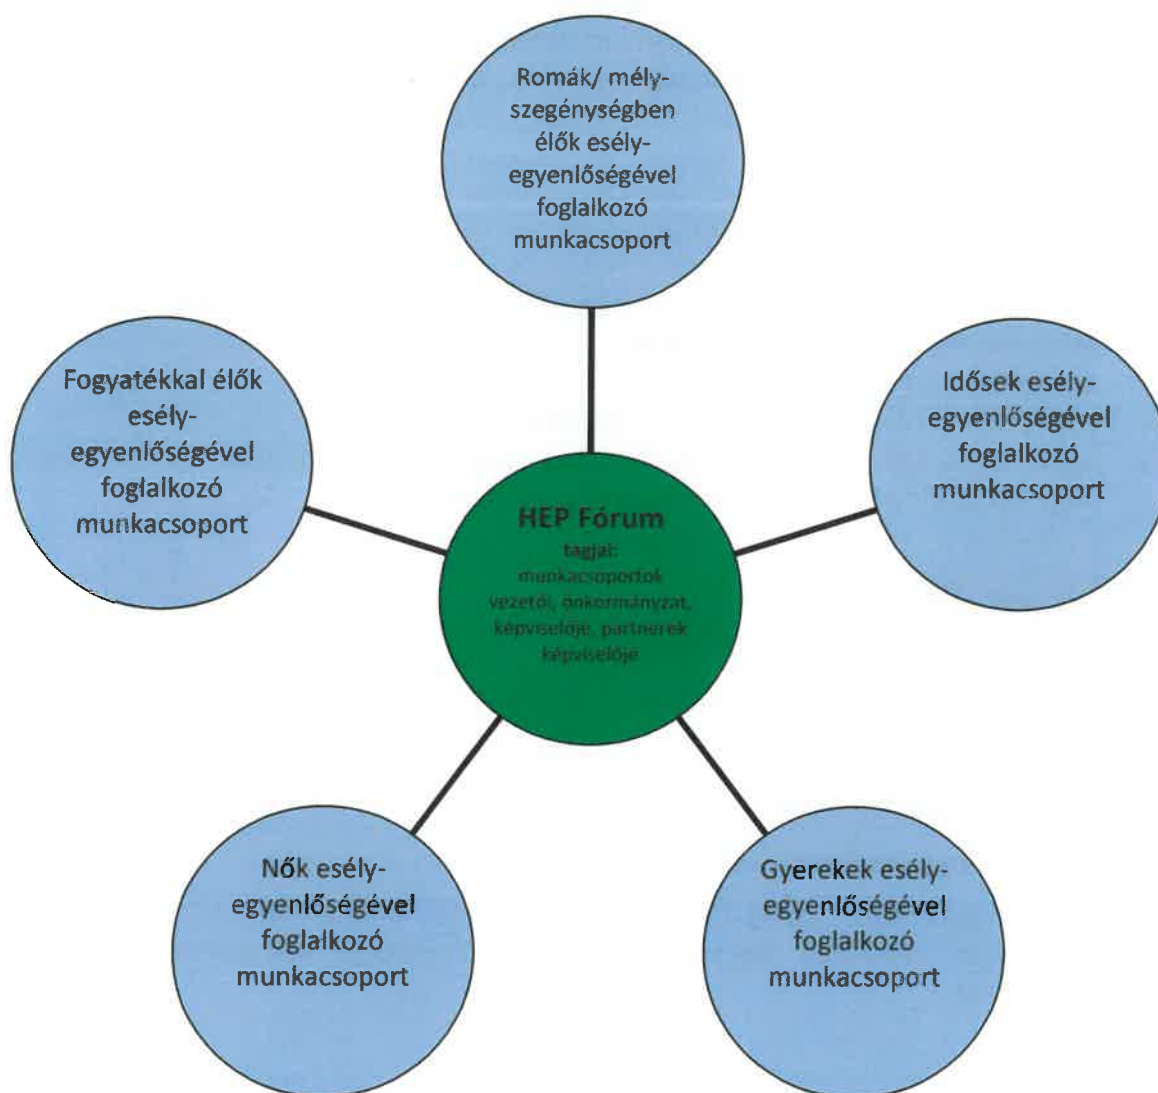 Romák/ mély-
szegénységben
élők esély-
egyenlőségével
foglalkozó
munkacsoport
Fogyatékkal élők
esély-
egyenlőségével
foglalkozó
munkacsoport
Idősek esély-
egyenlőségével
foglalkozó
munkacsoport
HEP Fórum
tagjai:
munkacsoportok
vezetői, önkormányzat,
képviselője, partnerek
képviselője
Nők esély-
egyenlőségével
foglalkozó
munkacsoport
Gyerekek esély-
egyenlőségével
foglalkozó
munkacsoport